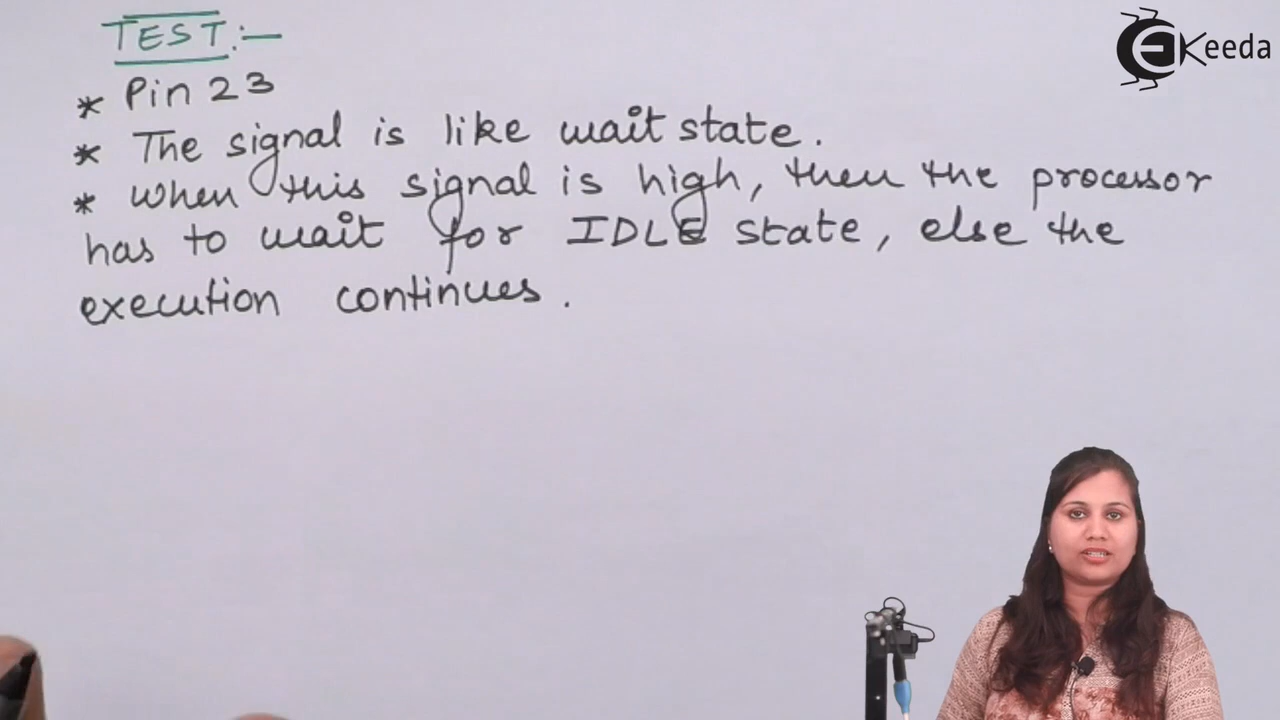 TEST:-
Keeda
* Pin 23
* The signal is like wait state.
* When this signal is high, then the processor
has to wait for IDLE state, else the
execution continues.